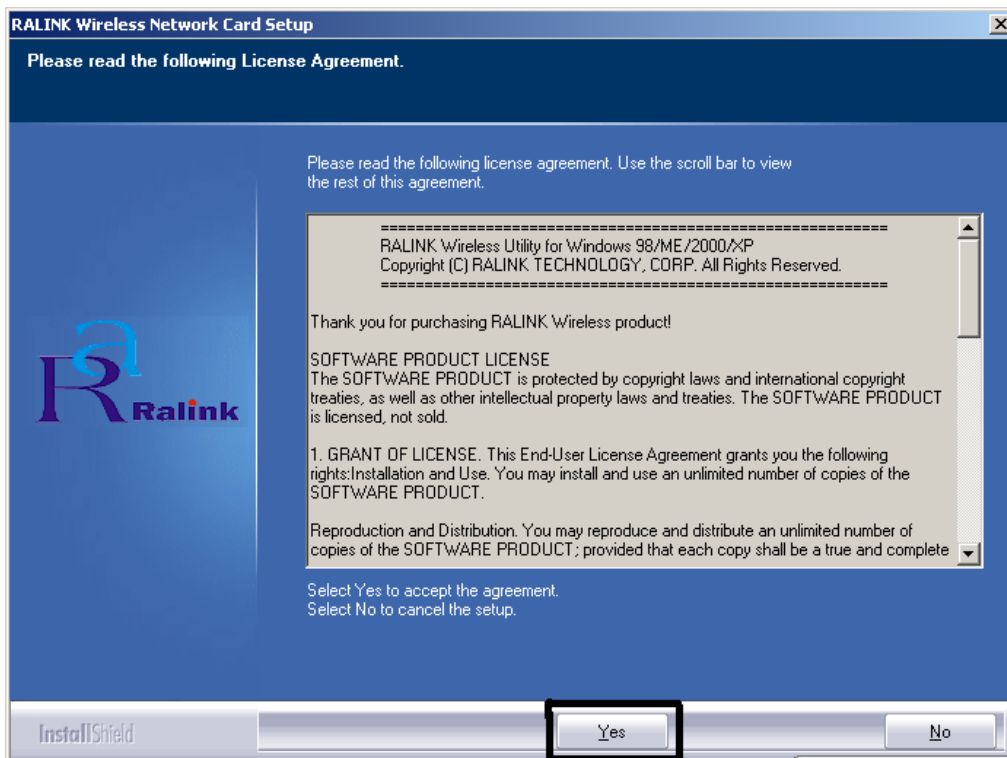 RALINK Wireless Network Card Setup
Please read the following License Agreement.
Please read the following license agreement. Use the scroll bar to view
the rest of this agreement.
============================================================
RALINK Wireless Utility for Windows 98/ME/2000/XP
Copyright (C) RALINK TECHNOLOGY, CORP. All Rights Reserved.
============================================================
Thank you for purchasing RALINK Wireless product!
SOFTWARE PRODUCT LICENSE
The SOFTWARE PRODUCT is protected by copyright laws and international copyright
treaties, as well as other intellectual property laws and treaties. The SOFTWARE PRODUCT
is licensed, not sold.
1. GRANT OF LICENSE. This End-User License Agreement grants you the following
rights:Installation and Use. You may install and use an unlimited number of copies of the
SOFTWARE PRODUCT.
Reproduction and Distribution. You may reproduce and distribute an unlimited number of
copies of the SOFTWARE PRODUCT; provided that each copy shall be a true and complete
Ra
Ralink
Select Yes to accept the agreement.
Select No to cancel the setup.
InstallShield
Yes
No